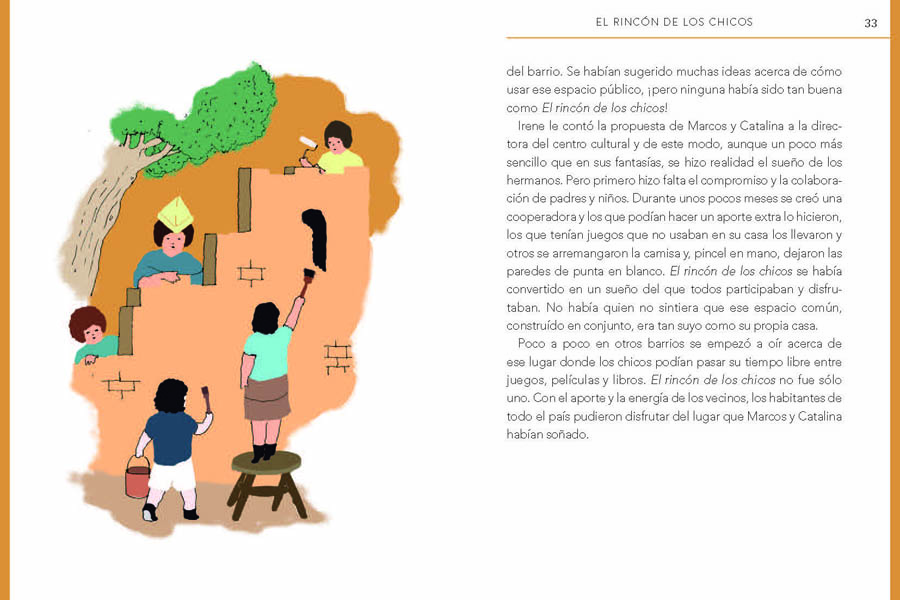 EL RINCÓN DE LOS CHICOS 33
del barrio. Se habían sugerido muchas ideas acerca de cómo
usar ese espacio público, ¡pero ninguna había sido tan buena
como El rincón de los chicos!
Irene le contó la propuesta de Marcos y Catalina a la direc-
tora del centro cultural y de este modo, aunque un poco más
sencillo que en sus fantasías, se hizo realidad el sueño de los
hermanos. Pero primero hizo falta el compromiso y la colabora-
ción de padres y niños. Durante unos pocos meses se creó una
cooperadora y los que podían hacer un aporte extra lo hicieron,
los que tenían juegos que no usaban en su casa los llevaron y
otros se arremangaron la camisa y, pincel en mano, dejaron las
paredes de punta en blanco. El rincón de los chicos se había
convertido en un sueño del que todos participaban y disfru-
taban. No había quien no sintiera que ese espacio común,
construído en conjunto, era tan suyo como su propia casa.
Poco a poco en otros barrios se empezó a oír acerca de
ese lugar donde los chicos podían pasar su tiempo libre entre
juegos, películas y libros. El rincón de los chicos no fue sólo
uno. Con el aporte y la energía de los vecinos, los habitantes de
todo el país pudieron disfrutar del lugar que Marcos y Catalina
habían soñado.